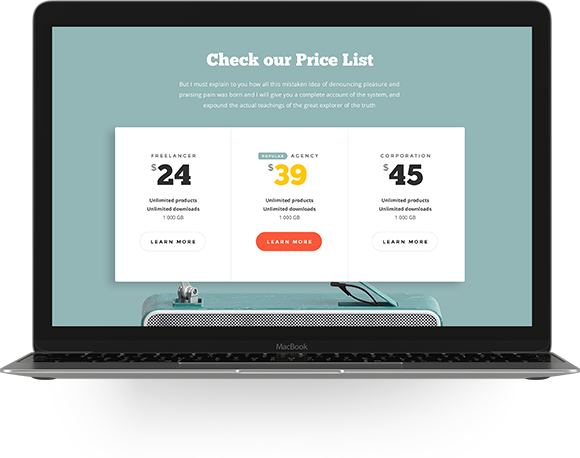 Check our Price List
But I must explain to you how all this mistaken idea of denouncing pleasure and
praising pain was born and I will give you a complete account of the system, and
expound the actual teachings of the great explorer of the truth
FREELANCER
$24
Unlimited products
Unlimited downloads
1 000 GB
LEARN MORE
POPULAR AGENCY
$39
Unlimited products
Unlimited downloads
1 000 GB
LEARN MORE
CORPORATION
$45
Unlimited products
Unlimited downloads
1 000 GB
LEARN MORE
MacBook